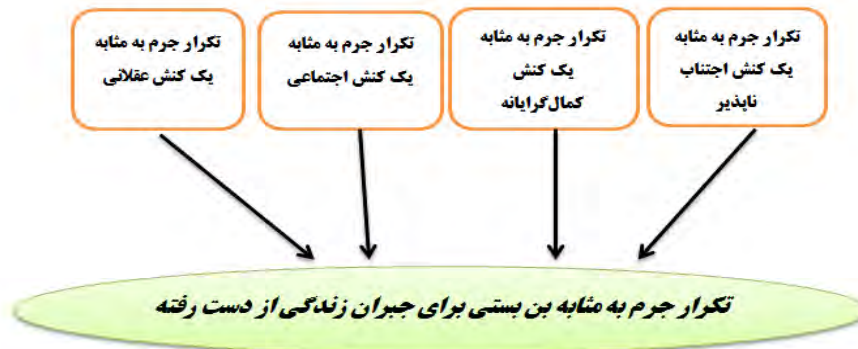 تکرار جرم به مثابه
یک کنش اجتناب
ناپذیر
تکرار جرم به مثابه
یک کنش
کمال‌گرایانه
تکرار جرم به مثابه
یک کنش اجتماعی
تکرار جرم به مثابه
یک کنش عقلانی
تکرار جرم به مثابه بن بستی برای جبران زندگی از دست رفته